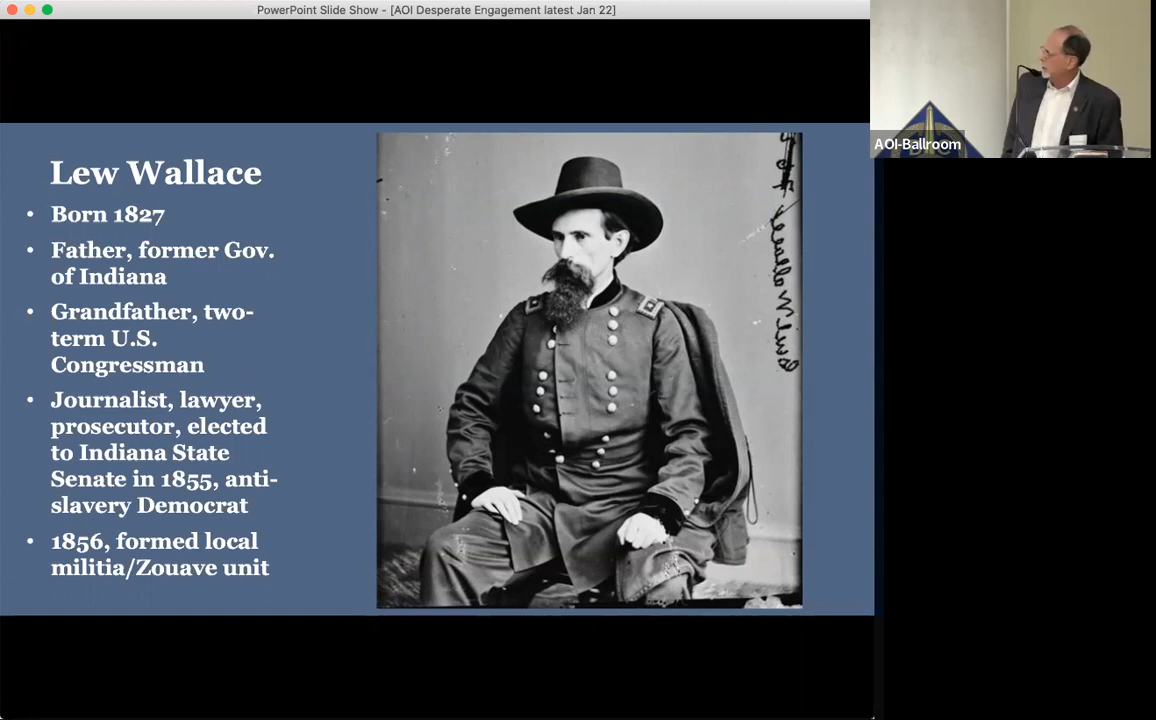 PowerPoint Slide Show - [AOI Desperate Engagement latest Jan 22]
Lew Wallace
• Born 1827
• Father, former Gov.
of Indiana
• Grandfather, two-
term U.S.
Congressman
• Journalist, lawyer,
prosecutor, elected
to Indiana State
Senate in 1855, anti-
slavery Democrat
• 1856, formed local
militia/Zouave unit
Wallace
AOI-Ballroom